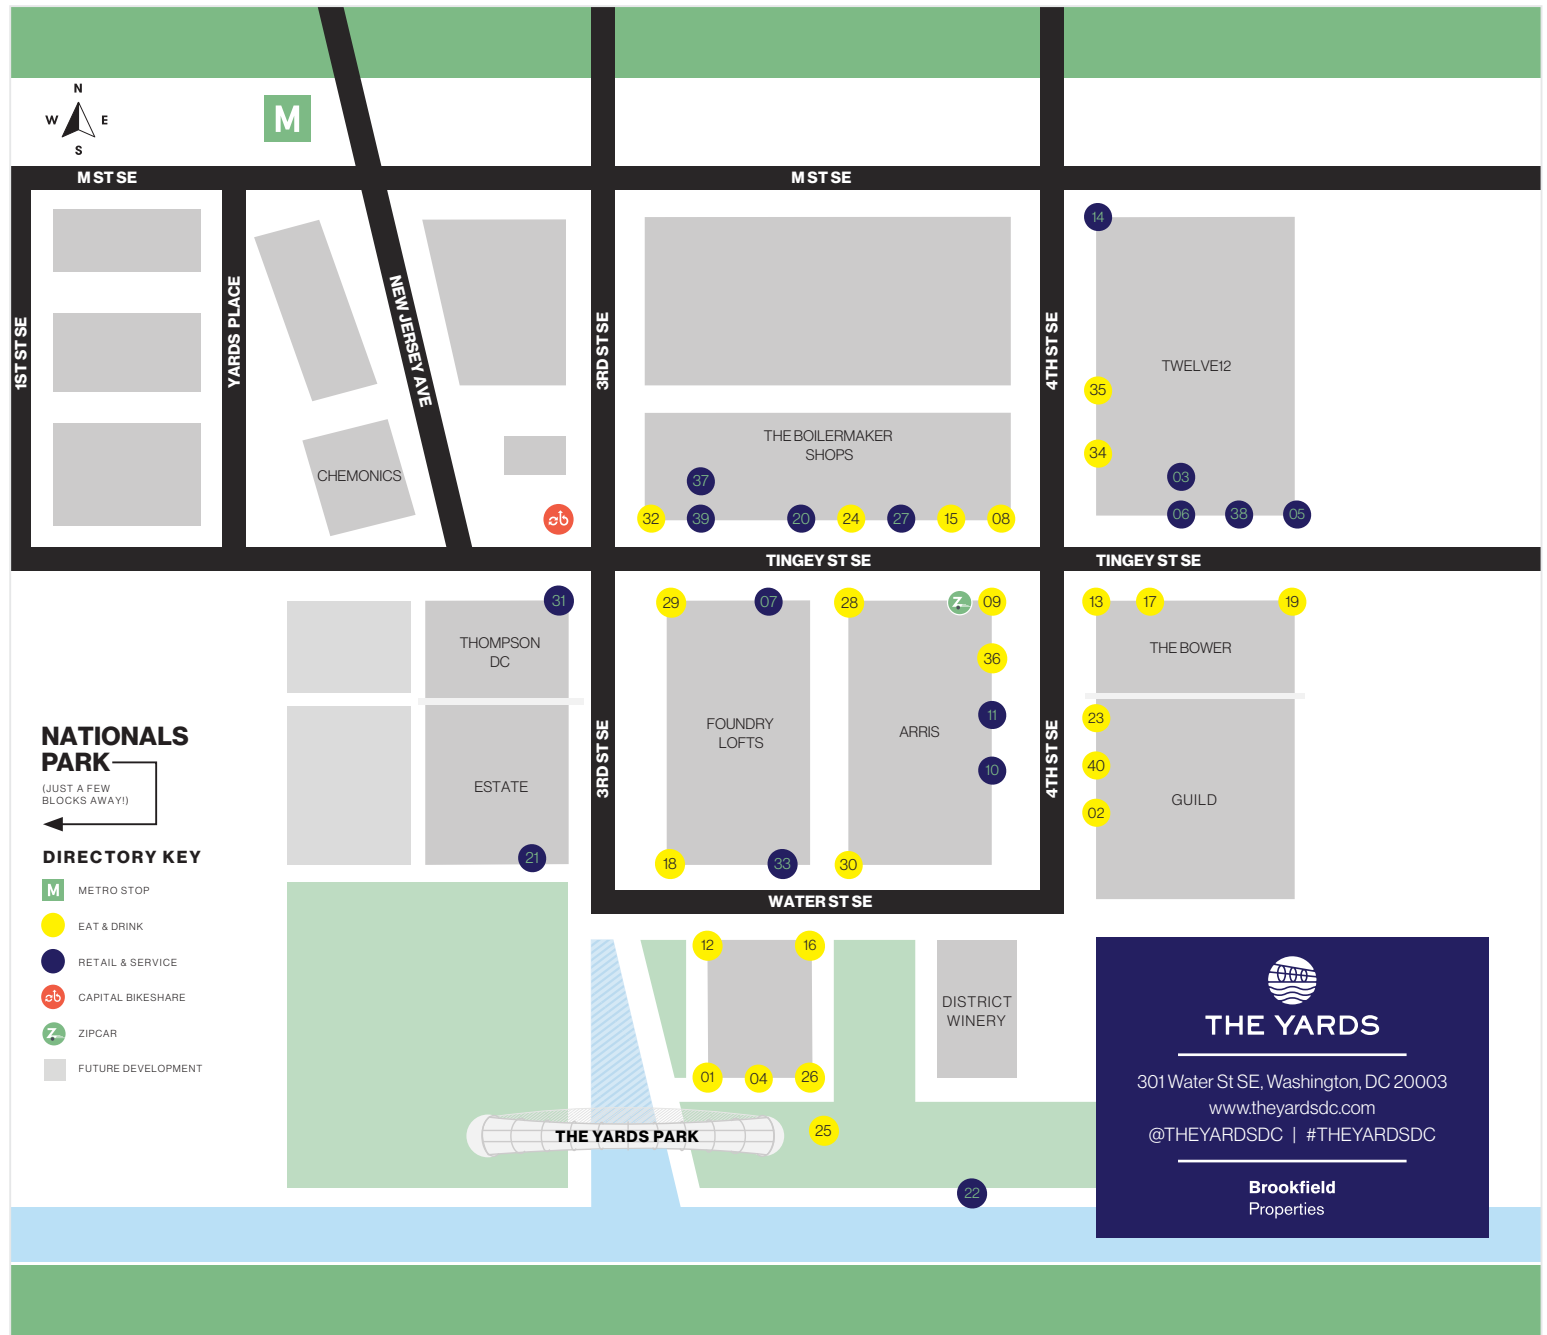 N
W E
S
M
M ST SE
M ST SE
1ST ST SE
YARDS PLACE
NEW JERSEY AVE
3RD ST SE
4TH ST SE
14
TWELVE12
35
34
03
06
38
05
CHEMONICS
THE BOILERMAKER
SHOPS
37
32
39
20
24
27
15
08
TINGEY ST SE
TINGEY ST SE
31
THOMPSON
DC
29
07
28
09
36
11
10
13
17
19
THE BOWER
23
40
02
GUILD
FOUNDRY
LOFTS
ARRIS
ESTATE
21
3RD ST SE
4TH ST SE
18
33
30
WATER ST SE
NATIONALS
PARK
(JUST A FEW
BLOCKS AWAY!)
DIRECTORY KEY
M METRO STOP
EAT & DRINK
RETAIL & SERVICE
CAPITAL BIKESHARE
Z ZIPCAR
FUTURE DEVELOPMENT
12
16
01
04
26
25
22
DISTRICT
WINERY
THE YARDS PARK
THE YARDS
301 Water St SE, Washington, DC 20003
www.theyardsdc.com
@THEYARDSDC | #THEYARDSDC
Brookfield
Properties